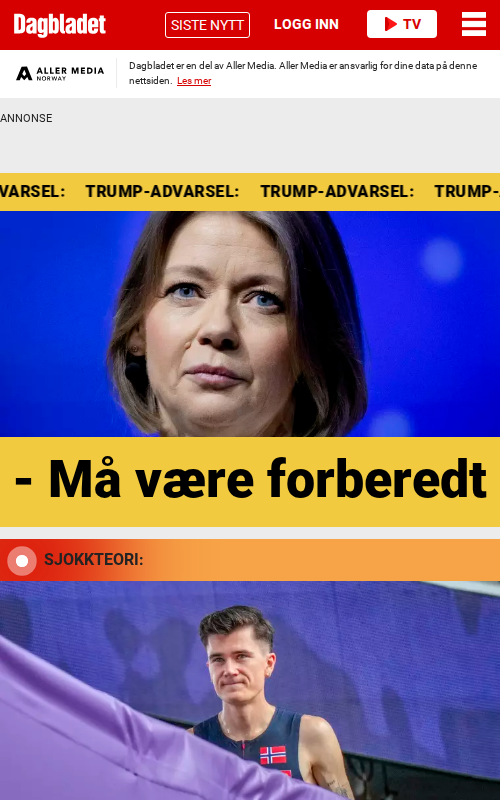 Dagbladet
SISTE NYTT
LOGG INN
TV
ALLER MEDIA
NORWAY
Dagbladet er en del av Aller Media. Aller Media er ansvarlig for dine data på denne
nettsiden. Les mer
ANNONSE
VARSEL: TRUMP-ADVARSEL: TRUMP-ADVARSEL: TRUMP-
- Må være forberedt
SJOKKTEORI: